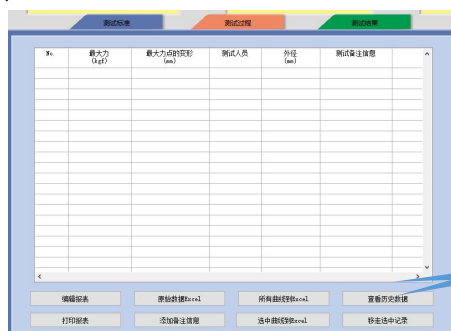 测试标准 测试过程 测试结果
No. 最大力 最大力点的变形 测试人员 外径 测试备注信息
(kgf) (mm) (mm)
编辑报表 原始数据Excel 所有曲线到Excel 查看历史数据
打印报表 添加备注信息 选中曲线到Excel 移走选中记录